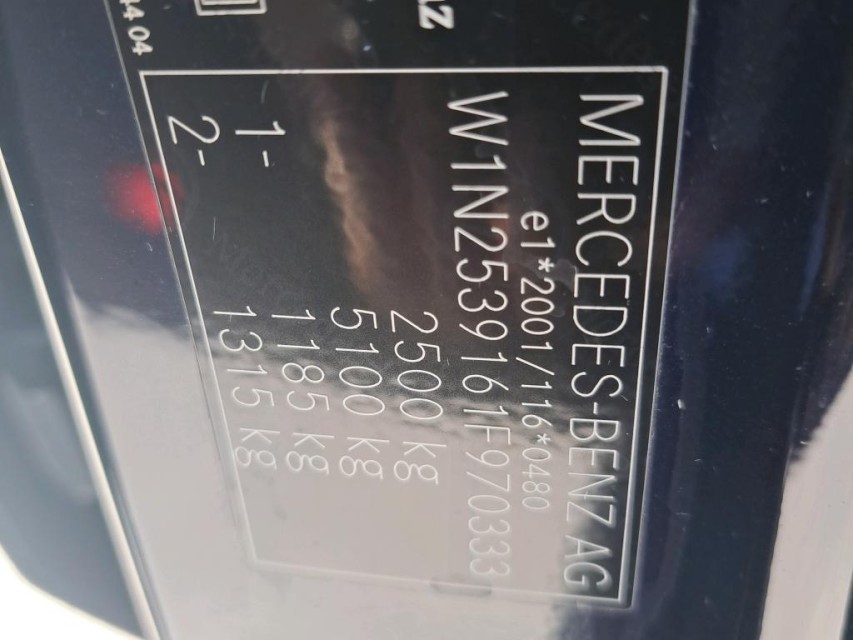 MERCEDES-BENZ AG
e1*2001/116*0480
W1N2539161F970333
2500 kg
5100 kg
1- 1185 kg
2- 1315 kg